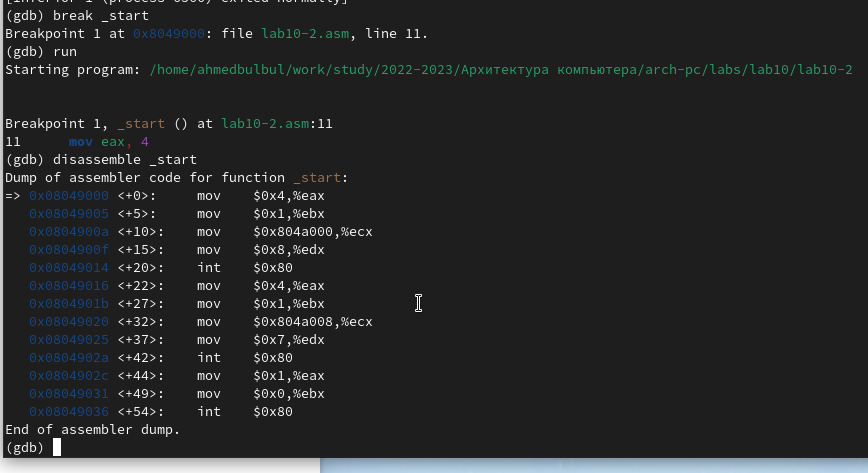 [Inferior 1 (process 6300) exited normally]
(gdb) break _start
Breakpoint 1 at 0x8049000: file lab10-2.asm, line 11.
(gdb) run
Starting program: /home/ahmedbulbul/work/study/2022-2023/Архитектура компьютера/arch-pc/labs/lab10/lab10-2
Breakpoint 1, _start () at lab10-2.asm:11
11      mov eax, 4
(gdb) disassemble _start
Dump of assembler code for function _start:
=> 0x08049000 <+0>:     mov    $0x4,%eax
   0x08049005 <+5>:     mov    $0x1,%ebx
   0x0804900a <+10>:    mov    $0x804a000,%ecx
   0x0804900f <+15>:    mov    $0x8,%edx
   0x08049014 <+20>:    int    $0x80
   0x08049016 <+22>:    mov    $0x4,%eax
   0x0804901b <+27>:    mov    $0x1,%ebx
   0x08049020 <+32>:    mov    $0x804a008,%ecx
   0x08049025 <+37>:    mov    $0x7,%edx
   0x0804902a <+42>:    int    $0x80
   0x0804902c <+44>:    mov    $0x1,%eax
   0x08049031 <+49>:    mov    $0x0,%ebx
   0x08049036 <+54>:    int    $0x80
End of assembler dump.
(gdb)